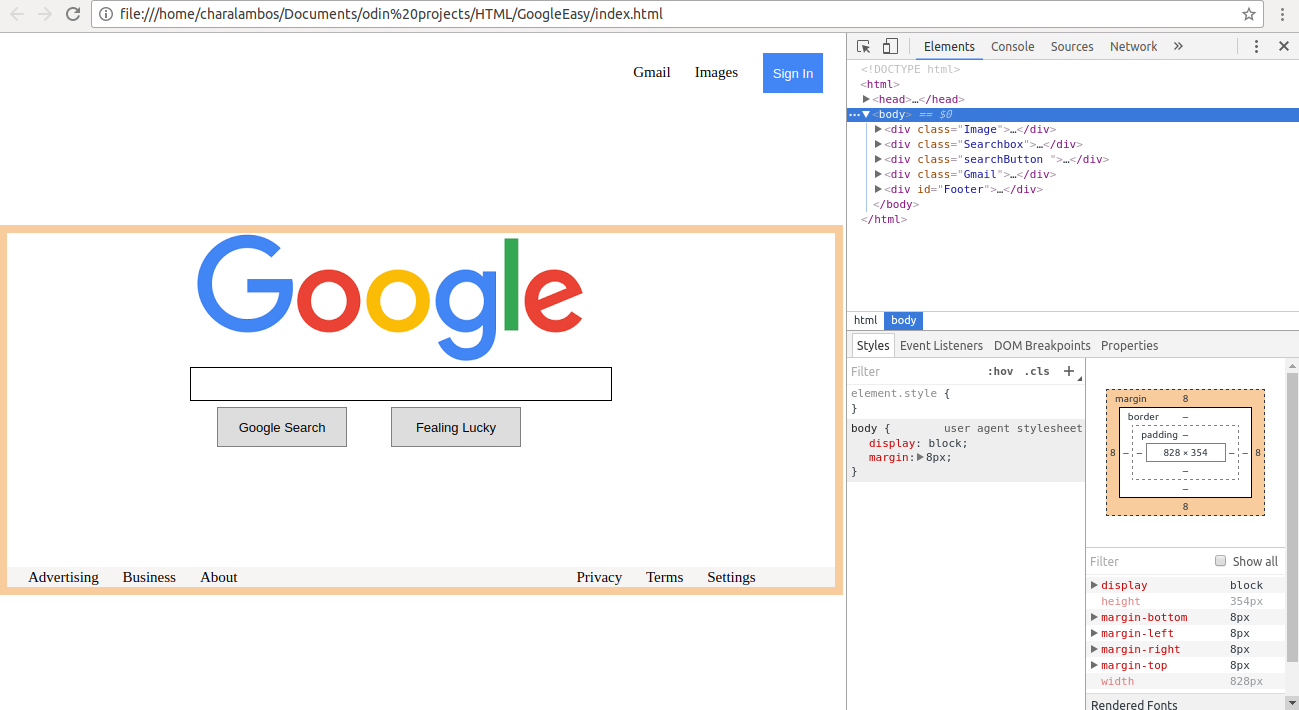 file:///home/charalambos/Documents/odin%20projects/HTML/GoogleEasy/index.html
Gmail Images Sign In
Google
Google Search Fealing Lucky
Advertising Business About Privacy Terms Settings
Elements Console Sources Network »
<!DOCTYPE html>
<html>
<head>…</head>
<body> == $0
<div class="Image">…</div>
<div class="Searchbox">…</div>
<div class="searchButton ">…</div>
<div class="Gmail">…</div>
<div id="Footer">…</div>
</body>
</html>
html body
Styles Event Listeners DOM Breakpoints Properties
Filter :hov .cls +
element.style {
}
body { user agent stylesheet
display: block;
margin: 8px;
}
margin 8
border –
padding –
8 – – 828 × 354 – – 8
–
–
8
Filter Show all
display block
height 354px
margin-bottom 8px
margin-left 8px
margin-right 8px
margin-top 8px
width 828px
Rendered Fonts